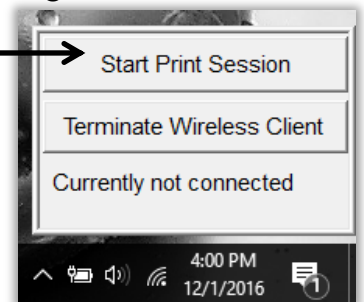 Start Print Session
Terminate Wireless Client
Currently not connected
4:00 PM
12/1/2016
1